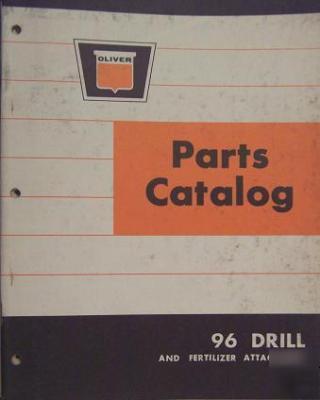 OLIVER
Parts
Catalog
96 DRILL
AND FERTILIZER